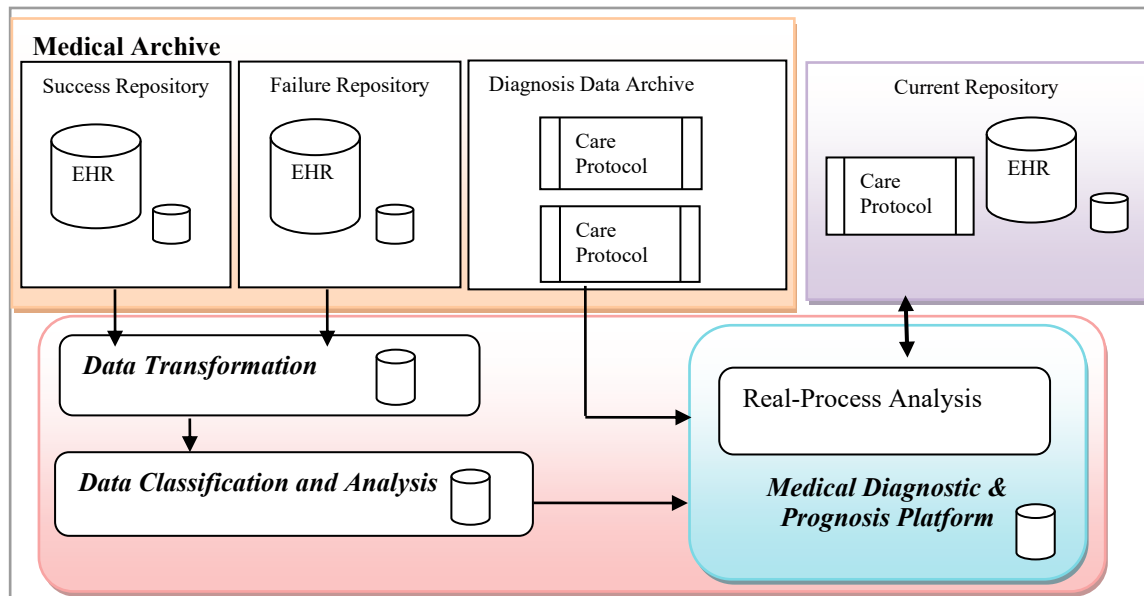 Medical Archive
Success Repository
EHR
Failure Repository
EHR
Diagnosis Data Archive
Care
Protocol
Care
Protocol
Current Repository
Care
Protocol
EHR
Data Transformation
Data Classification and Analysis
Real-Process Analysis
Medical Diagnostic &
Prognosis Platform